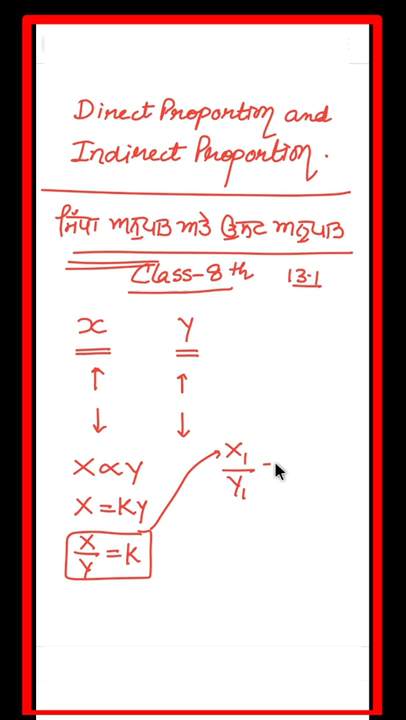 Direct Proportion and
Indirect Proportion.
ਸਿੱਧਾ ਅਨੁਪਾਤ ਅਤੇ ਉਲਟ ਅਨੁਪਾਤ
Class-8th 13.1
x Y
↑ ↑
↓ ↓
X∝Y
X=KY
X/Y=K
X₁/Y₁ -